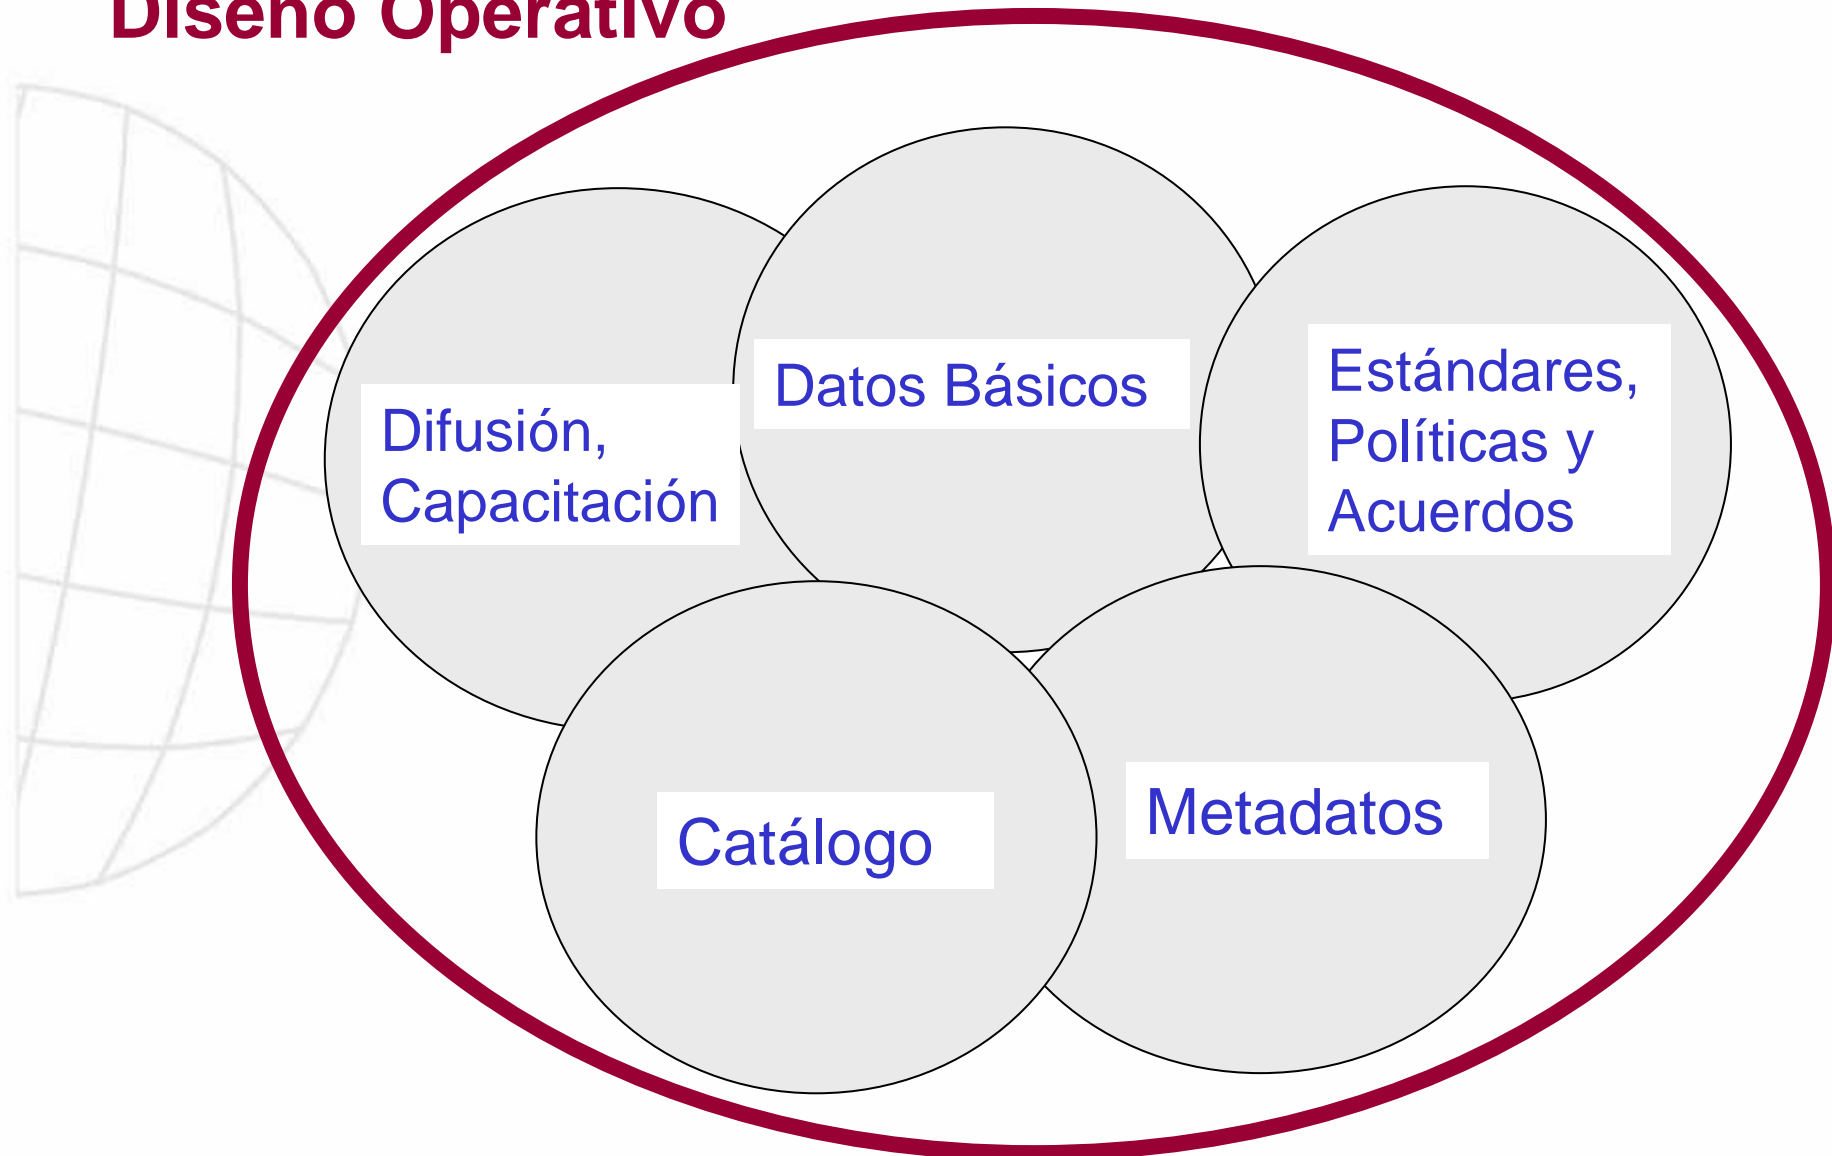 Diseño Operativo
Datos Básicos
Difusión,
Capacitación
Estándares,
Políticas y
Acuerdos
Catálogo
Metadatos